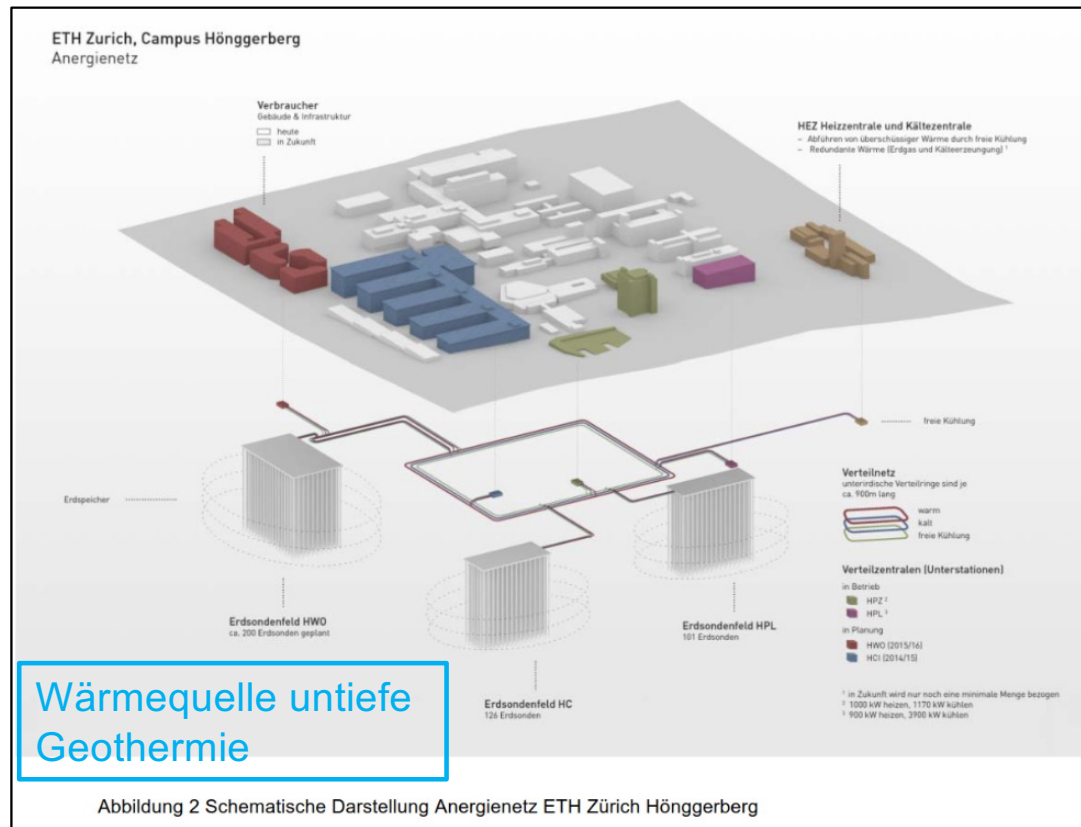 ETH Zurich, Campus Hönggerberg
Anergienetz
Verbraucher
Gebäude & Infrastruktur
heute
in Zukunft
HEZ Heizzentrale und Kältezentrale
– Abführen von überschüssiger Wärme durch freie Kühlung
– Redundante Wärme (Erdgas und Kälteerzeugung) ¹
freie Kühlung
Erdspeicher
Verteilnetz
unterirdische Verteilringe sind je
ca. 900m lang
warm
kalt
freie Kühlung
Verteilzentralen (Unterstationen)
in Betrieb
HPZ ²
HPL ³
in Planung
HWO (2015/16)
HCI (2014/15)
Erdsondenfeld HWO
ca. 200 Erdsonden geplant
Erdsondenfeld HPL
101 Erdsonden
Erdsondenfeld HC
126 Erdsonden
¹ in Zukunft wird nur noch eine minimale Menge bezogen
² 1000 kW heizen, 1170 kW kühlen
³ 900 kW heizen, 3900 kW kühlen
Wärmequelle untiefe
Geothermie
Abbildung 2 Schematische Darstellung Anergienetz ETH Zürich Hönggerberg